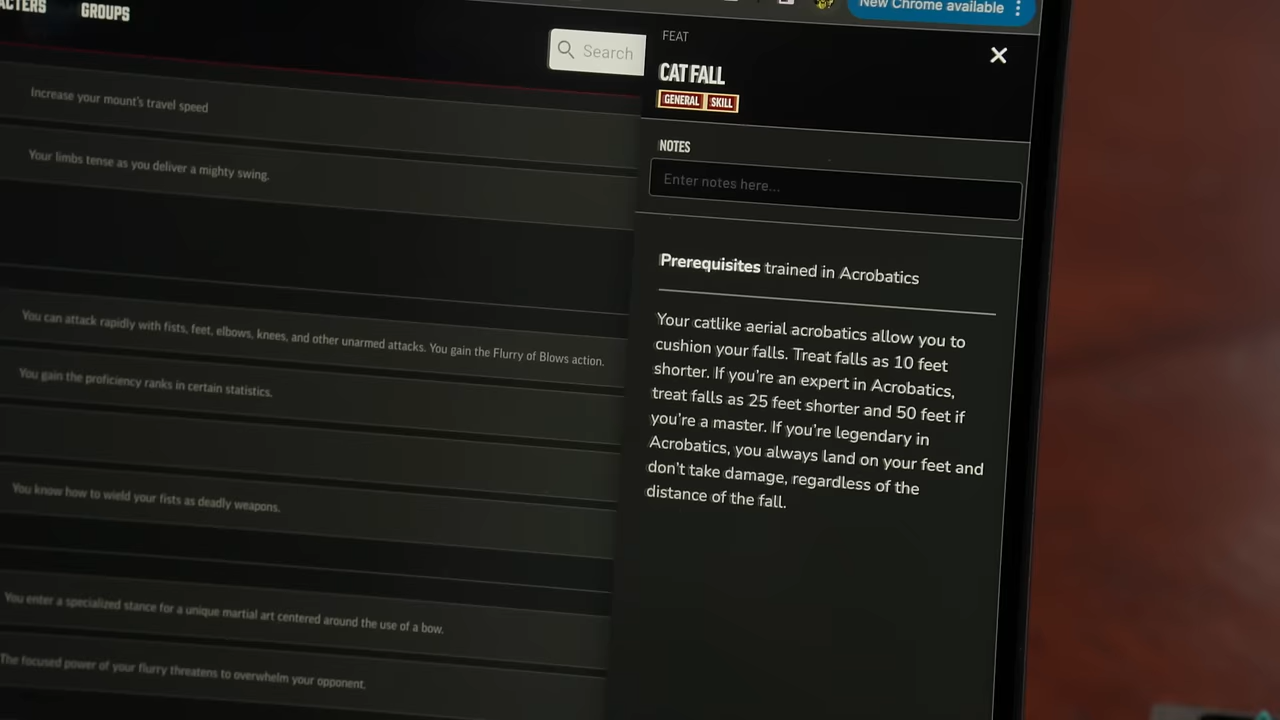 ACTERS
GROUPS
New Chrome available
Search
Increase your mount's travel speed
Your limbs tense as you deliver a mighty swing.
You can attack rapidly with fists, feet, elbows, knees, and other unarmed attacks. You gain the Flurry of Blows action.
You gain the proficiency ranks in certain statistics.
You know how to wield your fists as deadly weapons.
You enter a specialized stance for a unique martial art centered around the use of a bow.
The focused power of your flurry threatens to overwhelm your opponent.
FEAT
CAT FALL
GENERAL SKILL
NOTES
Enter notes here...
Prerequisites trained in Acrobatics
Your catlike aerial acrobatics allow you to
cushion your falls. Treat falls as 10 feet
shorter. If you're an expert in Acrobatics,
treat falls as 25 feet shorter and 50 feet if
you're a master. If you're legendary in
Acrobatics, you always land on your feet and
don't take damage, regardless of the
distance of the fall.